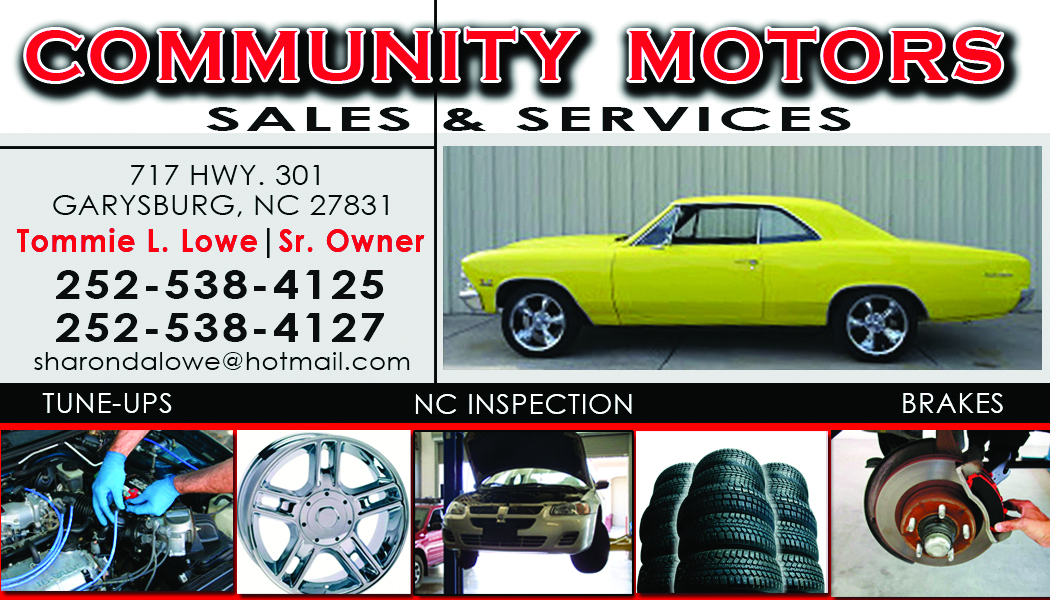 COMMUNITY MOTORS
SALES & SERVICES
717 HWY. 301
GARYSBURG, NC 27831
Tommie L. Lowe|Sr. Owner
252-538-4125
252-538-4127
sharondalowe@hotmail.com
TUNE-UPS
NC INSPECTION
BRAKES